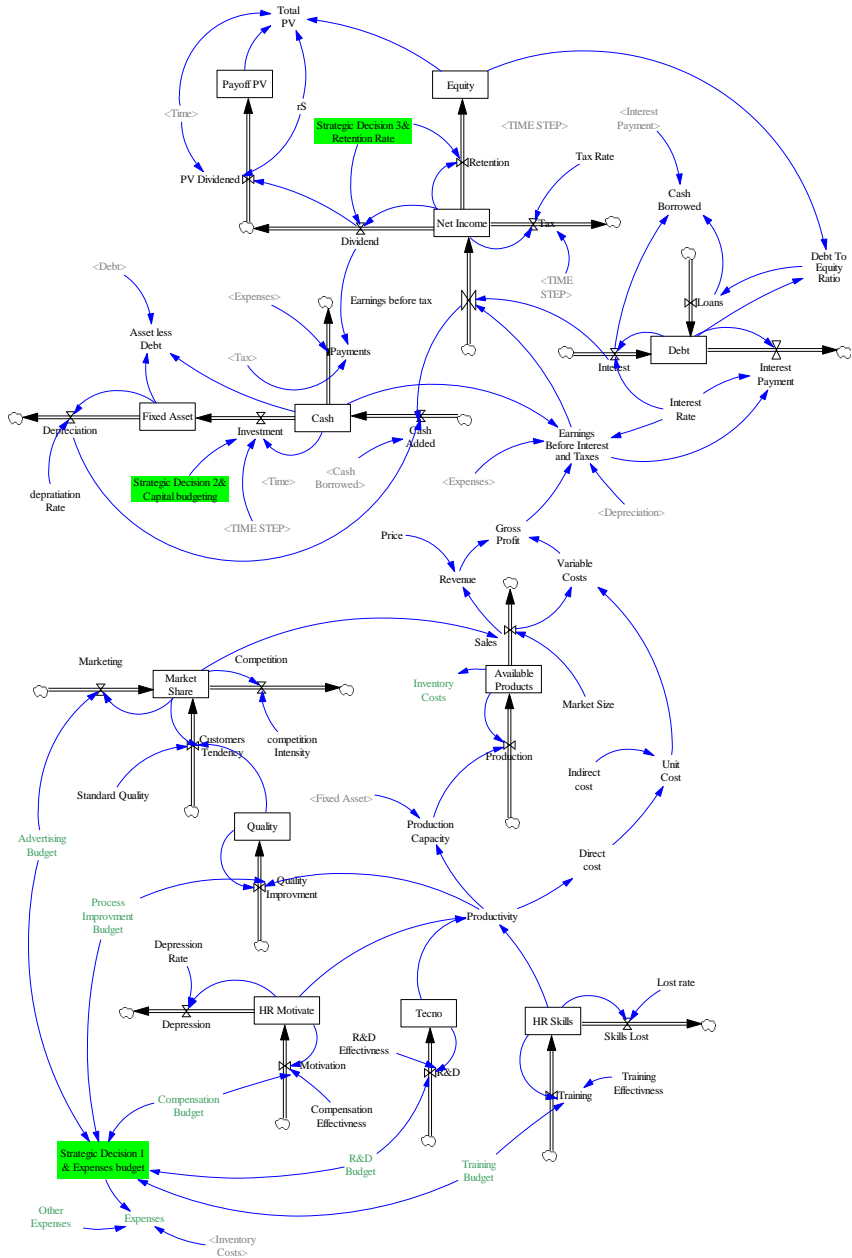 Total
PV
Payoff PV
Equity
<Time>
rS
Strategic Decision 3&
Retention Rate
<TIME STEP>
<Interest
Payment>
Retention
Tax Rate
PV Dividened
Cash
Borrowed
Net Income
Tax
Dividend
<Debt>
<TIME
STEP>
Debt To
Equity
Ratio
<Expenses>
Earnings before tax
Loans
Asset less
Debt
<Tax>
Payments
Debt
Interest
Interest
Payment
Fixed Asset
Cash
Depreciation
Investment
Cash
Added
Interest
Rate
Earnings
Before Interest
and Taxes
Strategic Decision 2&
Capital budgeting
<Time>
<Cash
Borrowed>
<Expenses>
depratiation
Rate
<TIME STEP>
<Depreciation>
Price
Gross
Profit
Revenue
Variable
Costs
Sales
Marketing
Market
Share
Competition
Inventory
Costs
Available
Products
Market Size
Customers
Tendency
competition
Intensity
Production
Standard Quality
Indirect
cost
Unit
Cost
<Fixed Asset>
Quality
Production
Capacity
Advertising
Budget
Direct
cost
Quality
Improvment
Process
Improvment
Budget
Productivity
Depression
Rate
Lost rate
HR Motivate
Tecno
HR Skills
Depression
R&D
Effectivness
Skills Lost
Motivation
R&D
Training
Training
Effectivness
Compensation
Budget
Compensation
Effectivness
Strategic Decision 1
& Expenses budget
R&D
Budget
Training
Budget
Other
Expenses
Expenses
<Inventory
Costs>